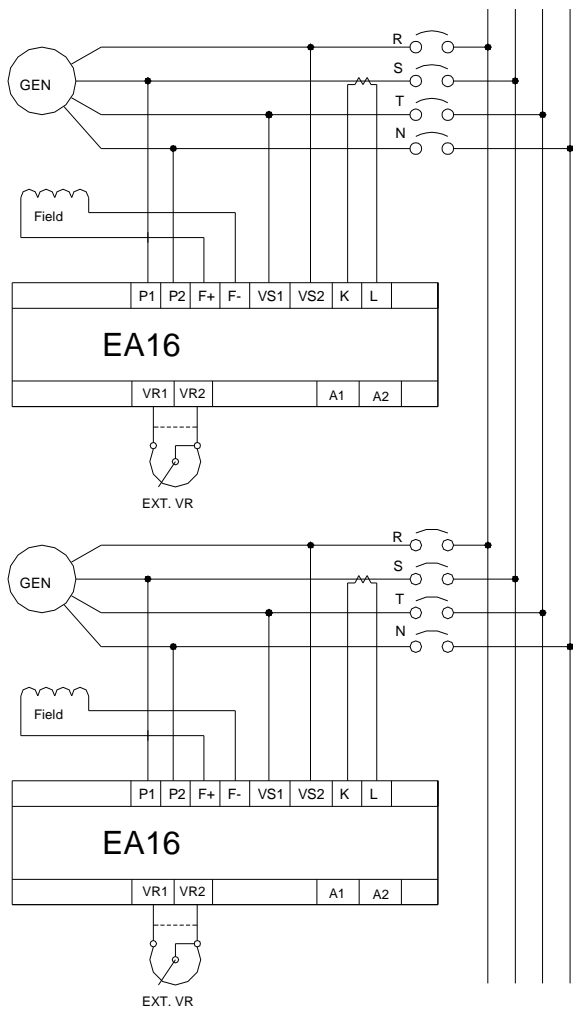 R
S
GEN
T
N
Field
P1 P2 F+ F- VS1 VS2 K L
EA16
VR1 VR2 A1 A2
EXT. VR
R
S
GEN
T
N
Field
P1 P2 F+ F- VS1 VS2 K L
EA16
VR1 VR2 A1 A2
EXT. VR